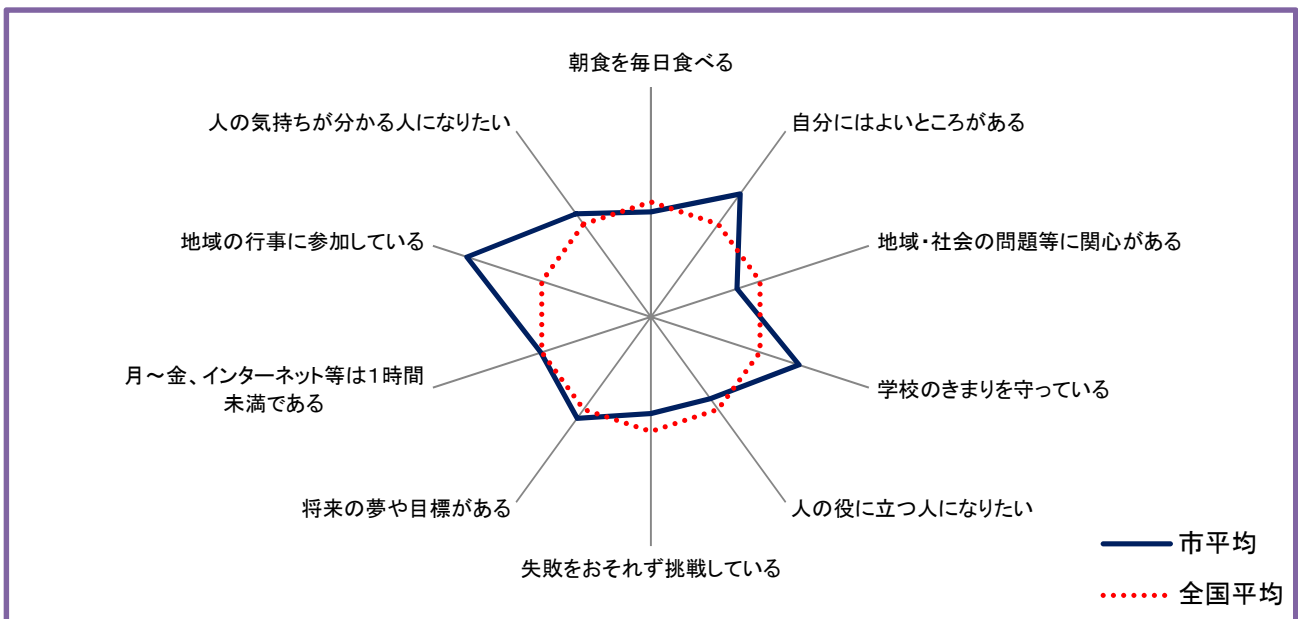 朝食を毎日食べる
人の気持ちが分かる人になりたい
自分にはよいところがある
地域の行事に参加している
地域・社会の問題等に関心がある
月～金、インターネット等は１時間
未満である
学校のきまりを守っている
将来の夢や目標がある
人の役に立つ人になりたい
失敗をおそれず挑戦している
市平均
全国平均